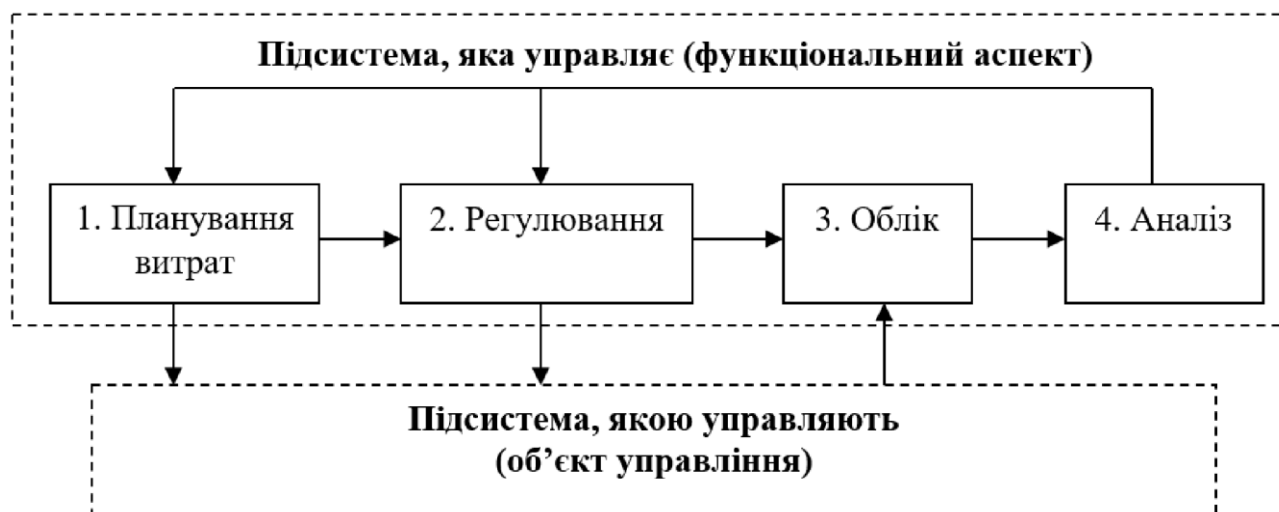 Підсистема, яка управляє (функціональний аспект)
1. Планування
витрат
2. Регулювання
3. Облік
4. Аналіз
Підсистема, якою управляють
(об’єкт управління)